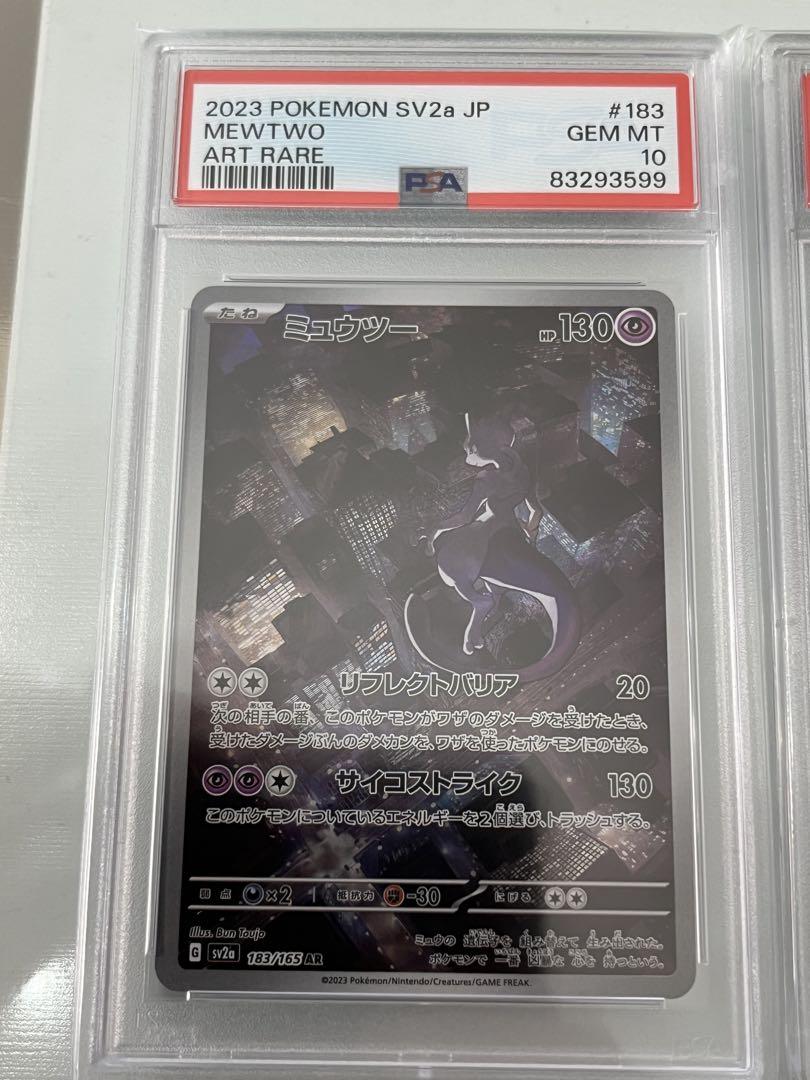 2023 POKEMON SV2a JP #183
MEWTWO GEM MT
ART RARE 10
PSA 83293599
たね ミュウツー HP 130
リフレクトバリア 20
次の相手の番、このポケモンがワザのダメージを受けたとき、
受けたダメージぶんのダメカンを、ワザを使ったポケモンにのせる。
サイコストライク 130
このポケモンについているエネルギーを2個選び、トラッシュする。
弱点 ×2 抵抗力 -30 にげる
Illus. Bun Toujo
G sv2a 183/165 AR
ミュウの 遺伝子を 組み替えて 生み出された。
ポケモンで 一番 凶暴な 心を 持つという。
©2023 Pokémon/Nintendo/Creatures/GAME FREAK.